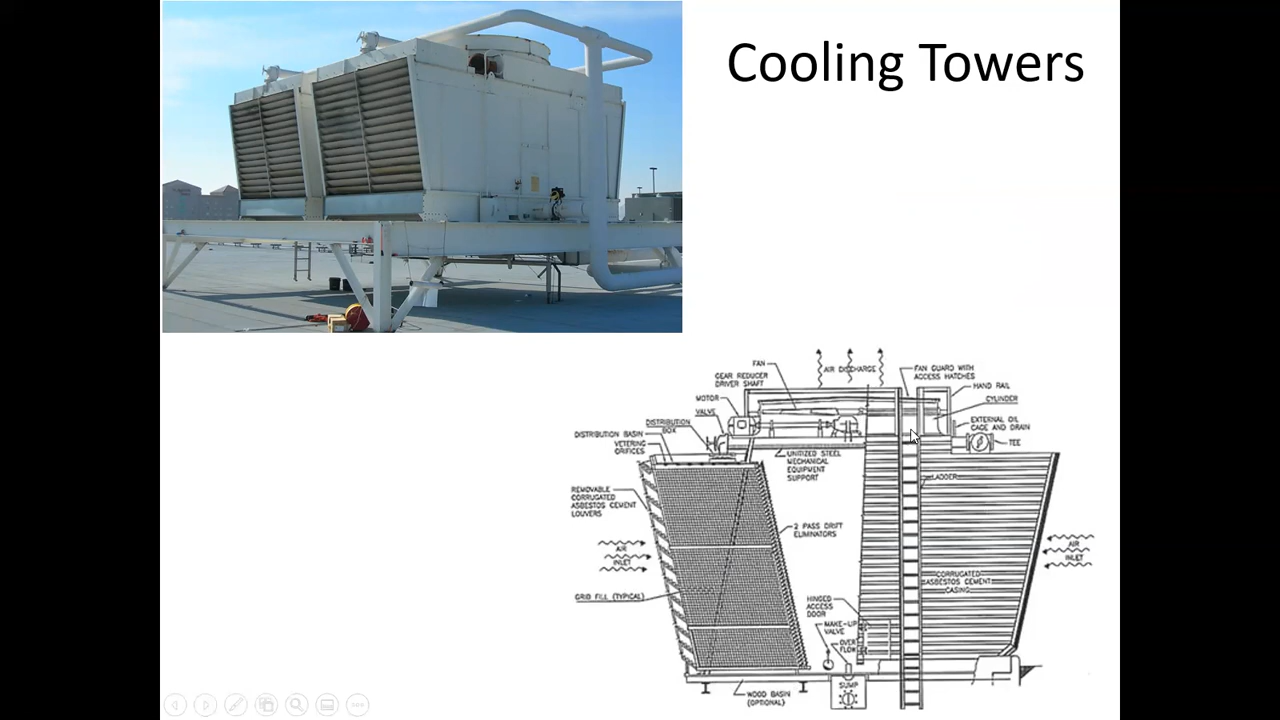 Cooling Towers
FAN
GEAR REDUCER
DRIVER SHAFT
MOTOR
VALVE
DISTRIBUTION
BOX
DISTRIBUTION BASIN
VETERING
ORIFICES
AIR DISCHARGE
FAN GUARD WITH
ACCESS HATCHES
HAND RAIL
CYLINDER
EXTERNAL OIL
CAGE AND DRAIN
TEE
UNITIZED STEEL
MECHANICAL
EQUIPMENT
SUPPORT
LADDER
REMOVABLE
CORRUGATED
ASBESTOS CEMENT
LOUVERS
2 PASS DRIFT
ELIMINATORS
AIR
INLET
AIR
INLET
GRID FILL (TYPICAL)
CORRUGATED
ASBESTOS CEMENT
CASING
HINGED
ACCESS
DOOR
MAKE-UP
VALVE
OVER
FLOW
SUMP
WOOD BASIN
(OPTIONAL)